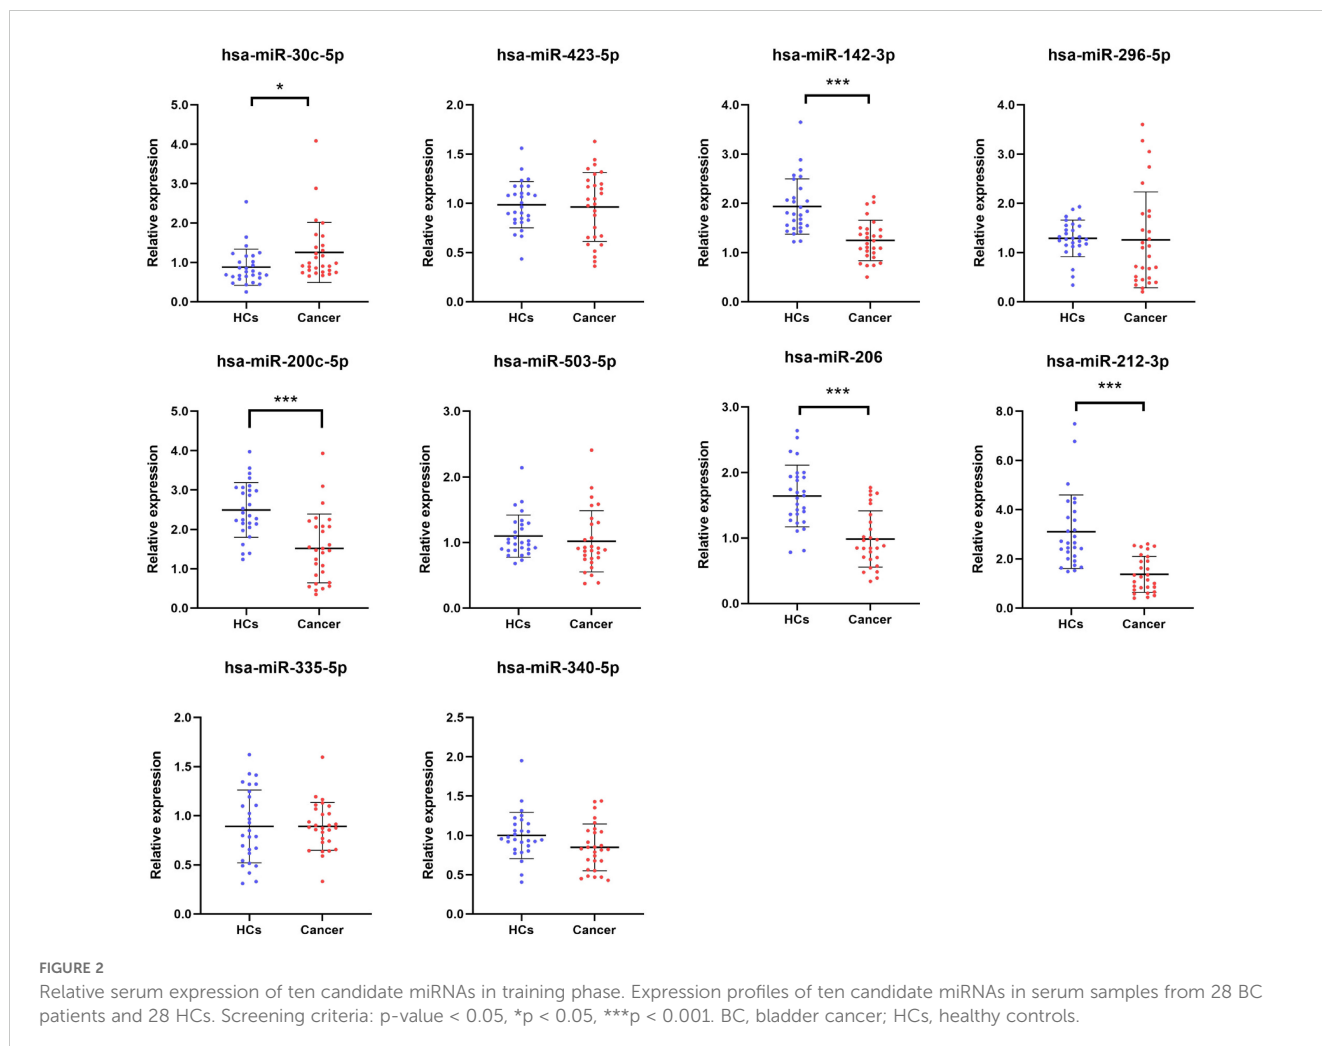 hsa-miR-30c-5p
*
Relative expression
5.0
4.0
3.0
2.0
1.0
0.0
HCs Cancer
hsa-miR-423-5p
Relative expression
2.0
1.5
1.0
0.5
0.0
HCs Cancer
hsa-miR-142-3p
***
Relative expression
4.0
3.0
2.0
1.0
0.0
HCs Cancer
hsa-miR-296-5p
Relative expression
4.0
3.0
2.0
1.0
0.0
HCs Cancer
hsa-miR-200c-5p
***
Relative expression
5.0
4.0
3.0
2.0
1.0
0.0
HCs Cancer
hsa-miR-503-5p
Relative expression
3.0
2.0
1.0
0.0
HCs Cancer
hsa-miR-206
***
Relative expression
3.0
2.0
1.0
0.0
HCs Cancer
hsa-miR-212-3p
***
Relative expression
8.0
6.0
4.0
2.0
0.0
HCs Cancer
hsa-miR-335-5p
Relative expression
2.0
1.5
1.0
0.5
0.0
HCs Cancer
hsa-miR-340-5p
Relative expression
2.5
2.0
1.5
1.0
0.5
0.0
HCs Cancer
FIGURE 2
Relative serum expression of ten candidate miRNAs in training phase. Expression profiles of ten candidate miRNAs in serum samples from 28 BC
patients and 28 HCs. Screening criteria: p-value < 0.05, *p < 0.05, ***p < 0.001. BC, bladder cancer; HCs, healthy controls.